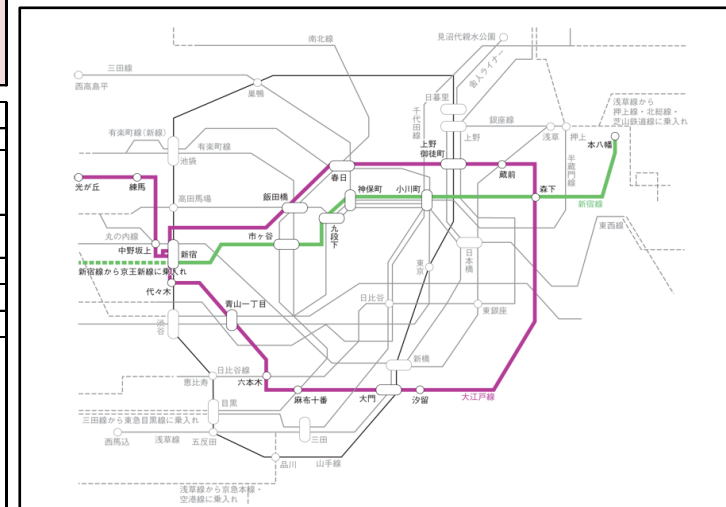 南北線
見沼代親水公園
舎人ライナー
三田線
西高島平
巣鴨
日暮里
千代田線
浅草線から
押上線・北総線・
芝山鉄道線に乗入れ
銀座線
上野
浅草
押上
本八幡
有楽町線(新線)
有楽町線
池袋
上野
御徒町
半蔵門線
春日
蔵前
光が丘
練馬
神保町
小川町
森下
新宿線
高田馬場
飯田橋
九段下
東西線
丸の内線
中野坂上
新宿
市ヶ谷
日本橋
新宿線から京王新線に乗入れ
東京
代々木
青山一丁目
日比谷
東銀座
渋谷
新橋
日比谷線
恵比寿
六本木
麻布十番
大門
汐留
大江戸線
目黒
三田線から東急目黒線に乗入れ
西馬込
浅草線
五反田
三田
品川
山手線
浅草線から京急本線・
空港線に乗入れ